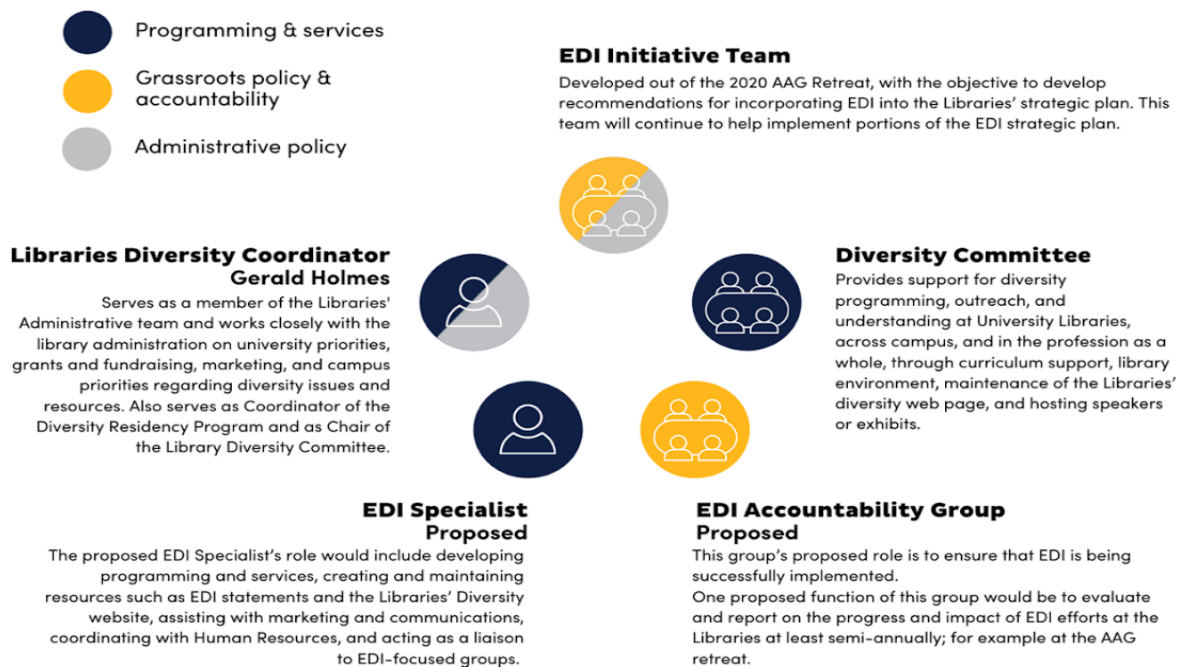 Programming & services
Grassroots policy &
accountability
Administrative policy
EDI Initiative Team
Developed out of the 2020 AAG Retreat, with the objective to develop
recommendations for incorporating EDI into the Libraries' strategic plan. This
team will continue to help implement portions of the EDI strategic plan.
Libraries Diversity Coordinator
Gerald Holmes
Serves as a member of the Libraries'
Administrative team and works closely with the
library administration on university priorities,
grants and fundraising, marketing, and campus
priorities regarding diversity issues and
resources. Also serves as Coordinator of the
Diversity Residency Program and as Chair of
the Library Diversity Committee.
Diversity Committee
Provides support for diversity
programming, outreach, and
understanding at University Libraries,
across campus, and in the profession as a
whole, through curriculum support, library
environment, maintenance of the Libraries'
diversity web page, and hosting speakers
or exhibits.
EDI Specialist
Proposed
The proposed EDI Specialist's role would include developing
programming and services, creating and maintaining
resources such as EDI statements and the Libraries' Diversity
website, assisting with marketing and communications,
coordinating with Human Resources, and acting as a liaison
to EDI-focused groups.
EDI Accountability Group
Proposed
This group's proposed role is to ensure that EDI is being
successfully implemented.
One proposed function of this group would be to evaluate
and report on the progress and impact of EDI efforts at the
Libraries at least semi-annually; for example at the AAG
retreat.